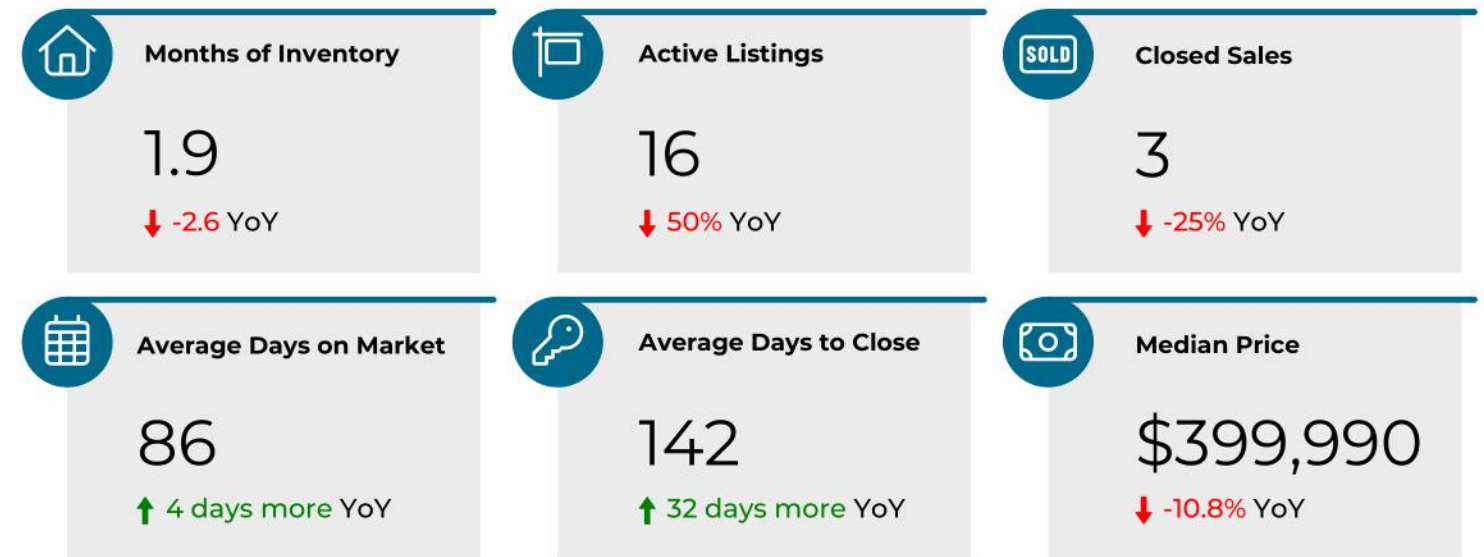 Months of Inventory
1.9
-2.6 YoY
Active Listings
16
50% YoY
SOLD
Closed Sales
3
-25% YoY
Average Days on Market
86
4 days more YoY
Average Days to Close
142
32 days more YoY
Median Price
$399,990
-10.8% YoY